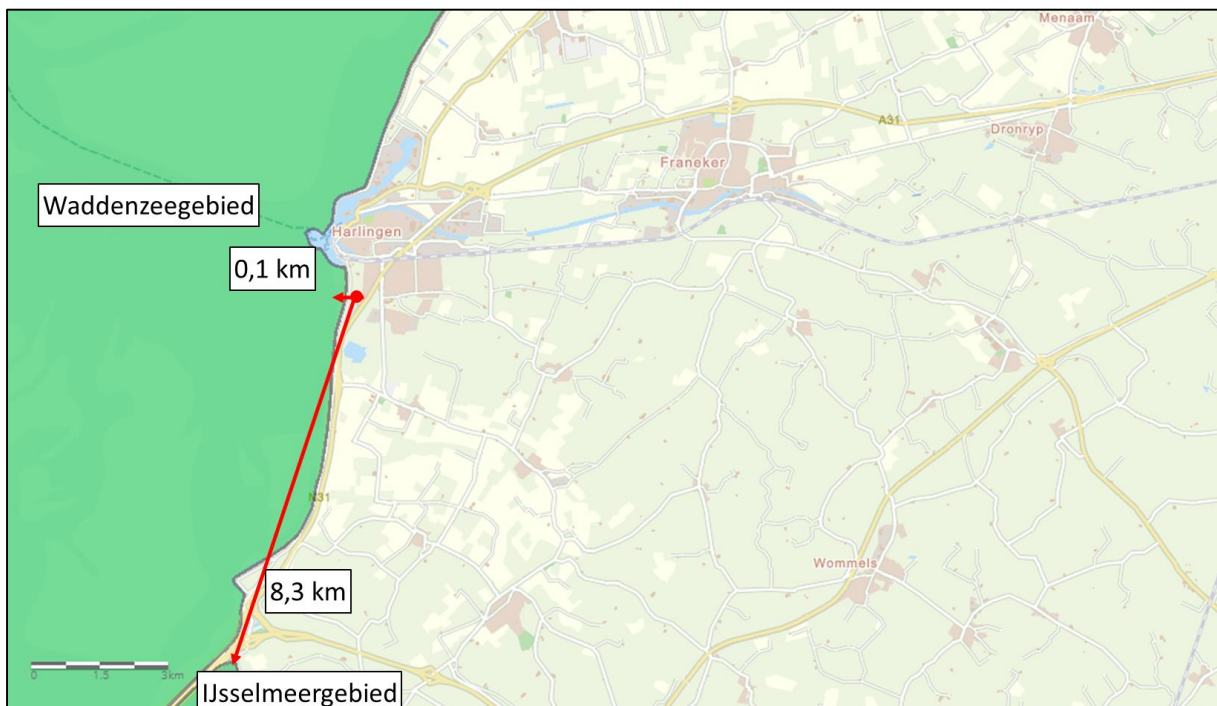 Menaam
A31
Dronryp
Franeker
Waddenzeegebied
Harlingen
0,1 km
N31
Wommels
8,3 km
0 1.5 3km
IJsselmeergebied